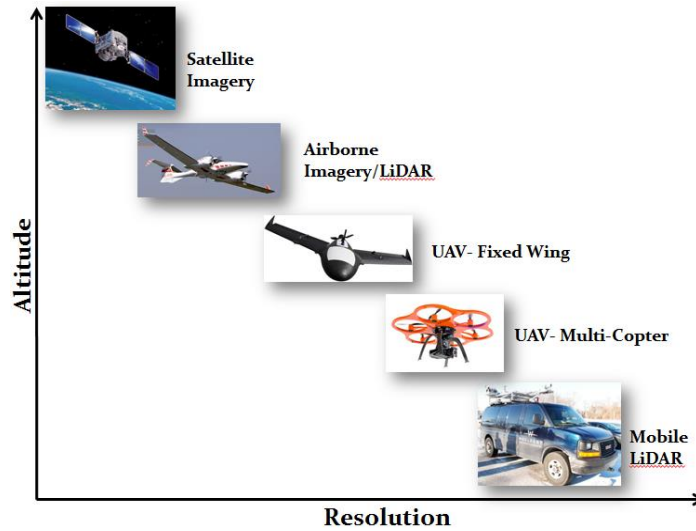 Satellite
Imagery
Airborne
Imagery/LiDAR
UAV- Fixed Wing
UAV- Multi-Copter
Mobile
LiDAR
Altitude
Resolution